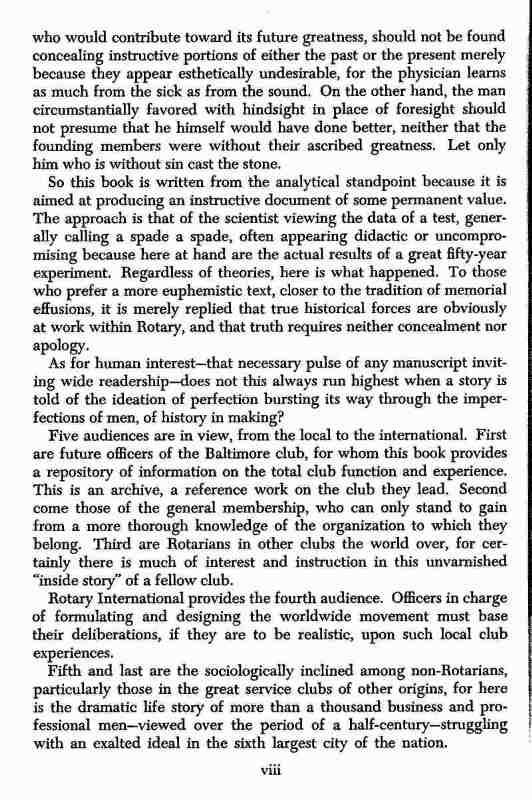 who would contribute toward its future greatness, should not be found
concealing instructive portions of either the past or the present merely
because they appear esthetically undesirable, for the physician learns
as much from the sick as from the sound. On the other hand, the man
circumstantially favored with hindsight in place of foresight should
not presume that he himself would have done better, neither that the
founding members were without their ascribed greatness. Let only
him who is without sin cast the stone.
So this book is written from the analytical standpoint because it is
aimed at producing an instructive document of some permanent value.
The approach is that of the scientist viewing the data of a test, gener-
ally calling a spade a spade, often appearing didactic or uncompro-
mising because here at hand are the actual results of a great fifty-year
experiment. Regardless of theories, here is what happened. To those
who prefer a more euphemistic text, closer to the tradition of memorial
effusions, it is merely replied that true historical forces are obviously
at work within Rotary, and that truth requires neither concealment nor
apology.
As for human interest—that necessary pulse of any manuscript invit-
ing wide readership—does not this always run highest when a story is
told of the ideation of perfection bursting its way through the imper-
fections of men, of history in making?
Five audiences are in view, from the local to the international. First
are future officers of the Baltimore club, for whom this book provides
a repository of information on the total club function and experience.
This is an archive, a reference work on the club they lead. Second
come those of the general membership, who can only stand to gain
from a more thorough knowledge of the organization to which they
belong. Third are Rotarians in other clubs the world over, for cer-
tainly there is much of interest and instruction in this unvarnished
"inside story" of a fellow club.
Rotary International provides the fourth audience. Officers in charge
of formulating and designing the worldwide movement must base
their deliberations, if they are to be realistic, upon such local club
experiences.
Fifth and last are the sociologically inclined among non-Rotarians,
particularly those in the great service clubs of other origins, for here
is the dramatic life story of more than a thousand business and pro-
fessional men—viewed over the period of a half-century—struggling
with an exalted ideal in the sixth largest city of the nation.
viii